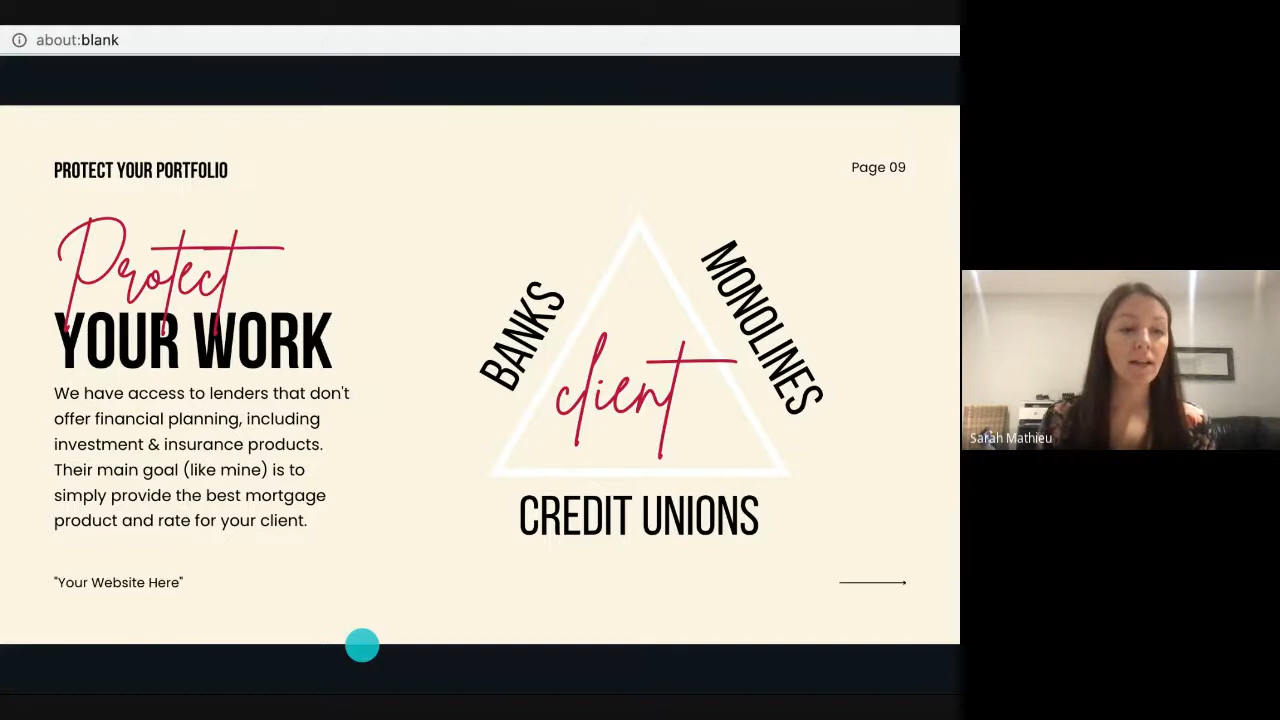 about:blank
PROTECT YOUR PORTFOLIO
Page 09
Protect
YOUR WORK
We have access to lenders that don't
offer financial planning, including
investment & insurance products.
Their main goal (like mine) is to
simply provide the best mortgage
product and rate for your client.
"Your Website Here"
BANKS
MONOLINES
client
CREDIT UNIONS
Sarah Mathieu